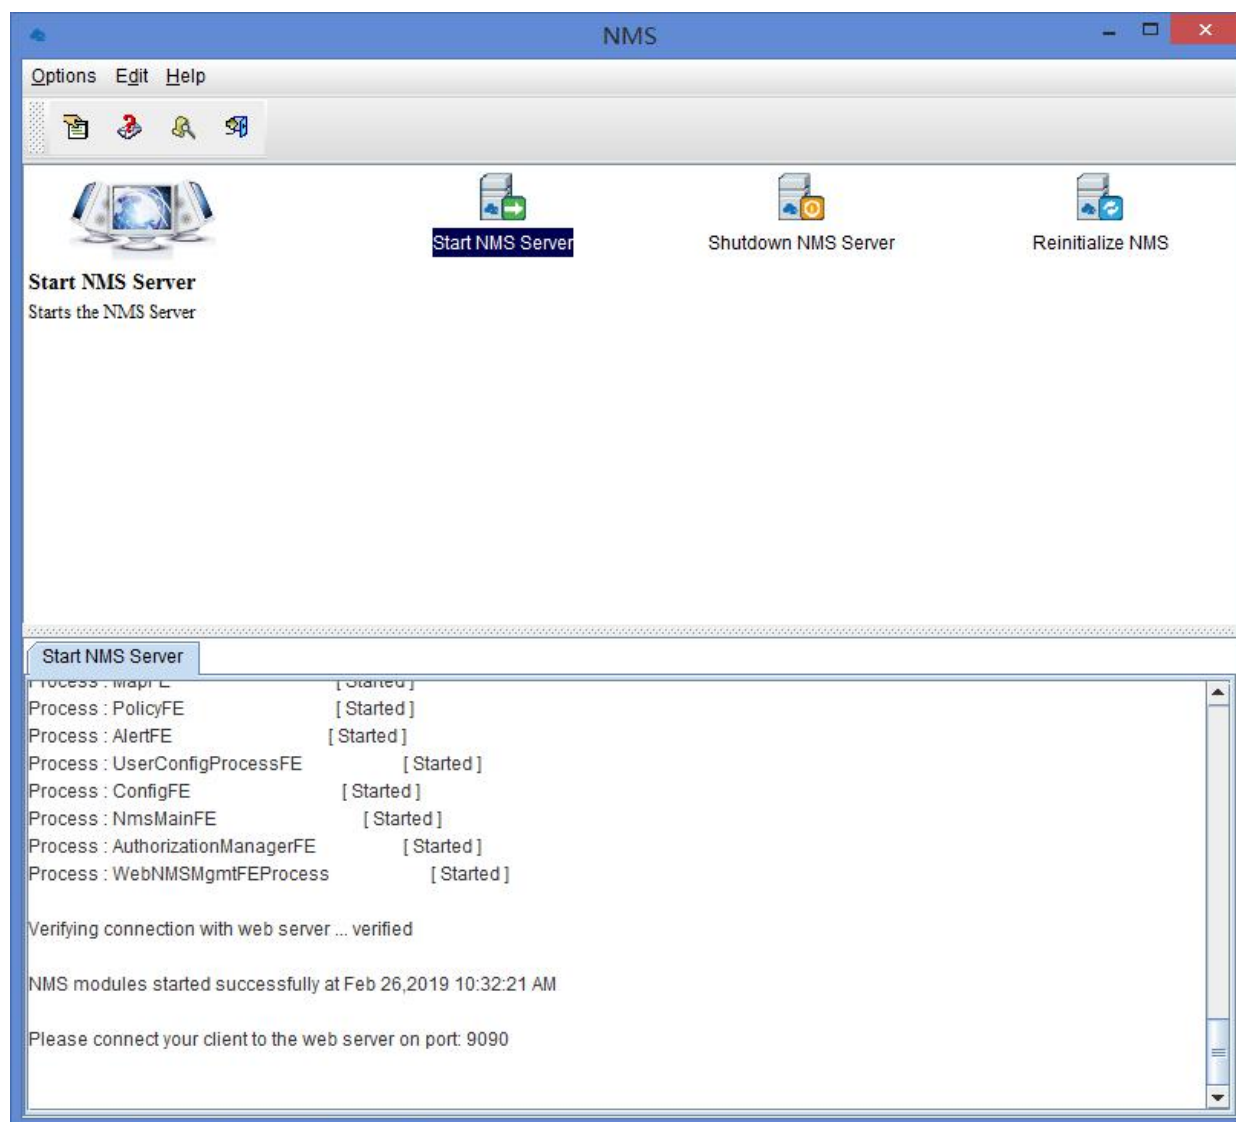 NMS
Options Edit Help
Start NMS Server
Shutdown NMS Server
Reinitialize NMS
Start NMS Server
Starts the NMS Server
Start NMS Server
Process : MapFE [ Started ]
Process : PolicyFE [ Started ]
Process : AlertFE [ Started ]
Process : UserConfigProcessFE [ Started ]
Process : ConfigFE [ Started ]
Process : NmsMainFE [ Started ]
Process : AuthorizationManagerFE [ Started ]
Process : WebNMSMgmtFEProcess [ Started ]
Verifying connection with web server ... verified
NMS modules started successfully at Feb 26,2019 10:32:21 AM
Please connect your client to the web server on port: 9090